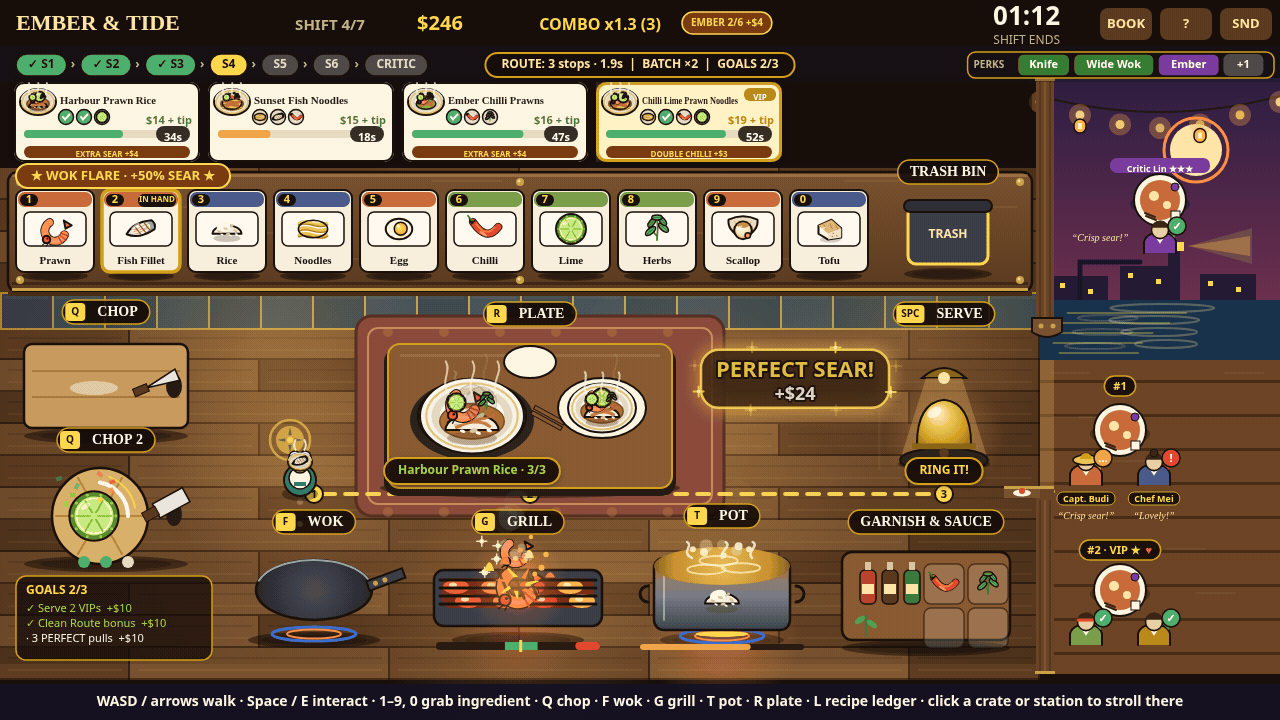 EMBER & TIDE
SHIFT 4/7
$246
COMBO x1.3 (3)
EMBER 2/6 +$4
01:12
SHIFT ENDS
BOOK
?
SND
✓ S1 › ✓ S2 › ✓ S3 › S4 › S5 › S6 › CRITIC
ROUTE: 3 stops · 1.9s | BATCH ×2 | GOALS 2/3
PERKS Knife Wide Wok Ember +1
Harbour Prawn Rice
$14 + tip
34s
EXTRA SEAR +$4
Sunset Fish Noodles
$15 + tip
18s
Ember Chilli Prawns
$16 + tip
47s
EXTRA SEAR +$4
Chilli Lime Prawn Noodles
VIP
$19 + tip
52s
DOUBLE CHILLI +$3
★ WOK FLARE · +50% SEAR ★
1 Prawn
2 IN HAND Fish Fillet
3 Rice
4 Noodles
5 Egg
6 Chilli
7 Lime
8 Herbs
9 Scallop
0 Tofu
TRASH BIN
TRASH
Critic Lin ★★★
“Crisp sear!”
Q CHOP
R PLATE
SPC SERVE
PERFECT SEAR!
+$24
Q CHOP 2
Harbour Prawn Rice · 3/3
RING IT!
1
3
F WOK
G GRILL
T POT
GARNISH & SAUCE
#1
...
!
Capt. Budi
Chef Mei
“Crisp sear!”
“Lovely!”
#2 · VIP ★ ♥
GOALS 2/3
✓ Serve 2 VIPs +$10
✓ Clean Route bonus +$10
· 3 PERFECT pulls +$10
WASD / arrows walk · Space / E interact · 1–9, 0 grab ingredient · Q chop · F wok · G grill · T pot · R plate · L recipe ledger · click a crate or station to stroll there